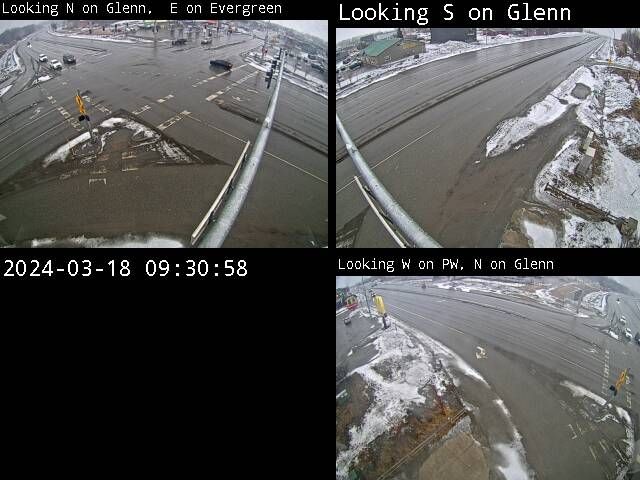 Looking N on Glenn,  E on Evergreen
Looking S on Glenn
2024-03-18 09:30:58
Looking W on PW, N on Glenn